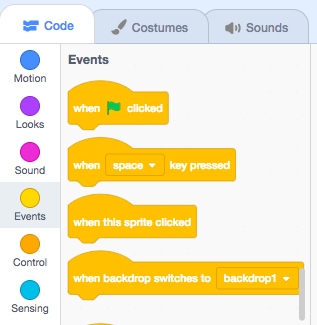 Code Costumes Sounds
Motion
Looks
Sound
Events
Control
Sensing
Events
when clicked
when space key pressed
when this sprite clicked
when backdrop switches to backdrop1